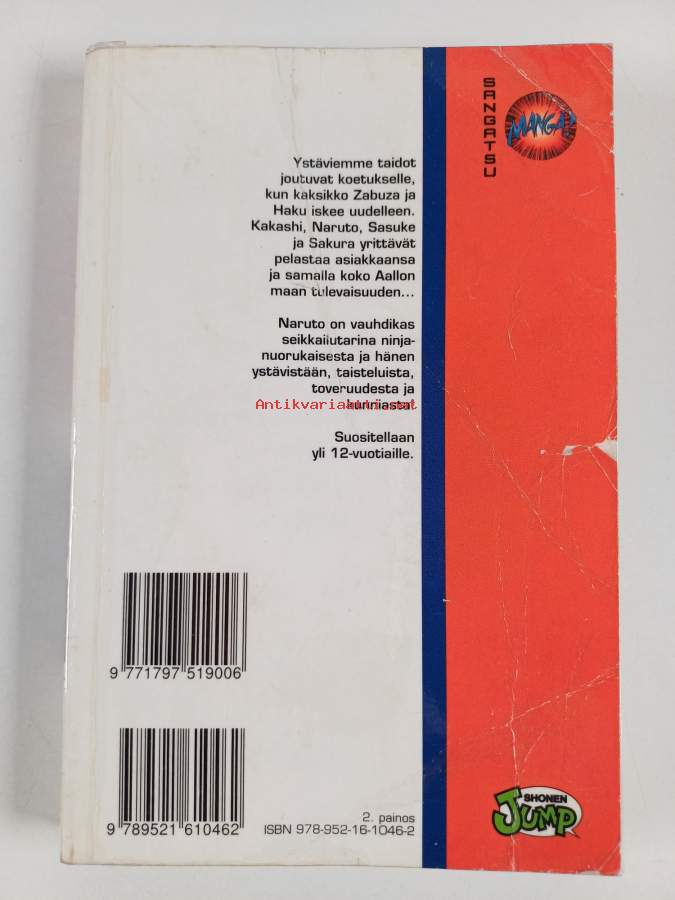 SANGATSU
MANGA!
Ystäviemme taidot
joutuvat koetukselle,
kun kaksikko Zabuza ja
Haku iskee uudelleen.
Kakashi, Naruto, Sasuke
ja Sakura yrittävät
pelastaa asiakkaansa
ja samalla koko Aallon
maan tulevaisuuden...
Naruto on vauhdikas
seikkailutarina ninja-
nuorukaisesta ja hänen
ystävistään, taisteluista,
toveruudesta ja
kunniasta!
Antikvariaatti.net
Suositellaan
yli 12-vuotiaille.
9 771797 519006
9 789521 610462
2. painos
ISBN 978-952-16-1046-2
SHONEN
JUMP